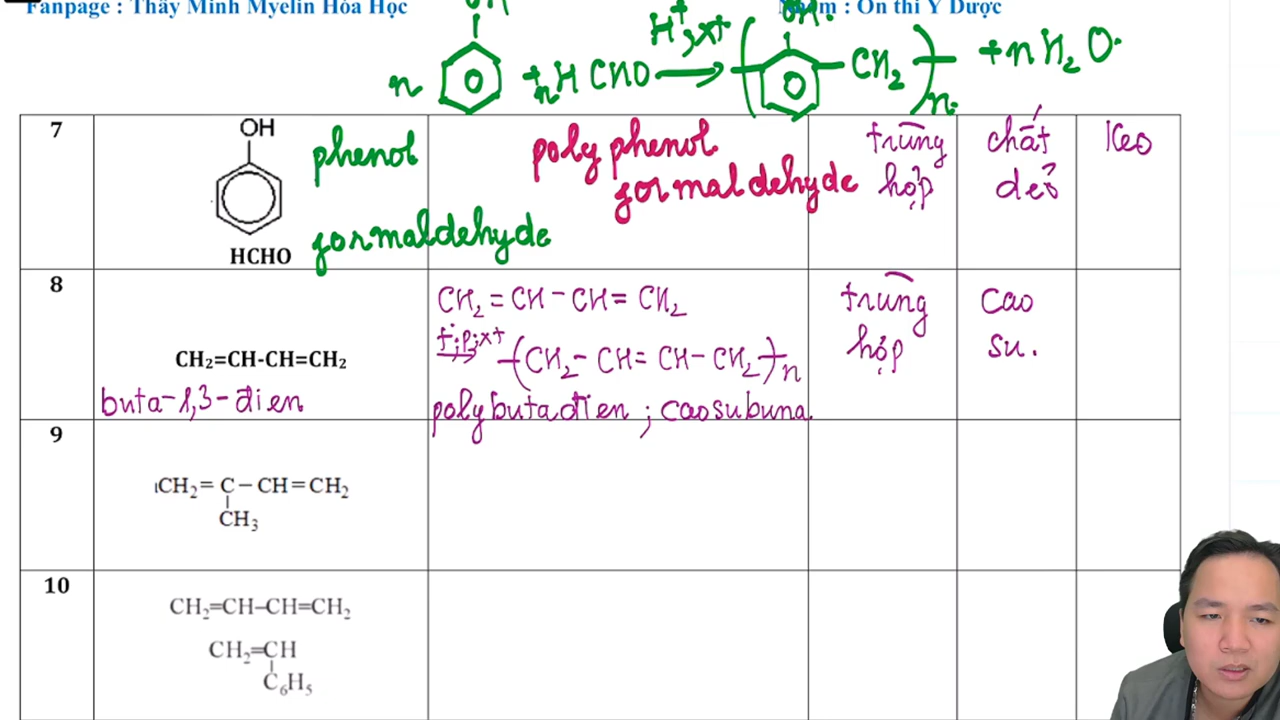 Fanpage : Thầy Minh Myelin Hóa Học
Nhóm : Ôn thi Y Dược
OH
OH
n + nHCHO H⁺, xt → ( CH₂ )n + nH₂O
7
OH
HCHO
phenol
formaldehyde
poly phenol
formaldehyde
trùng
hợp
chất
dẻo
Keo
8
CH₂=CH-CH=CH₂
buta-1,3-đien
CH₂=CH-CH=CH₂
t°, p, xt → -(CH₂-CH=CH-CH₂)-n
polybutađien ; caosubuna.
trùng
hợp
cao
su.
9
CH₂= C – CH=CH₂
CH₃
10
CH₂=CH–CH=CH₂
CH₂=CH
C₆H₅